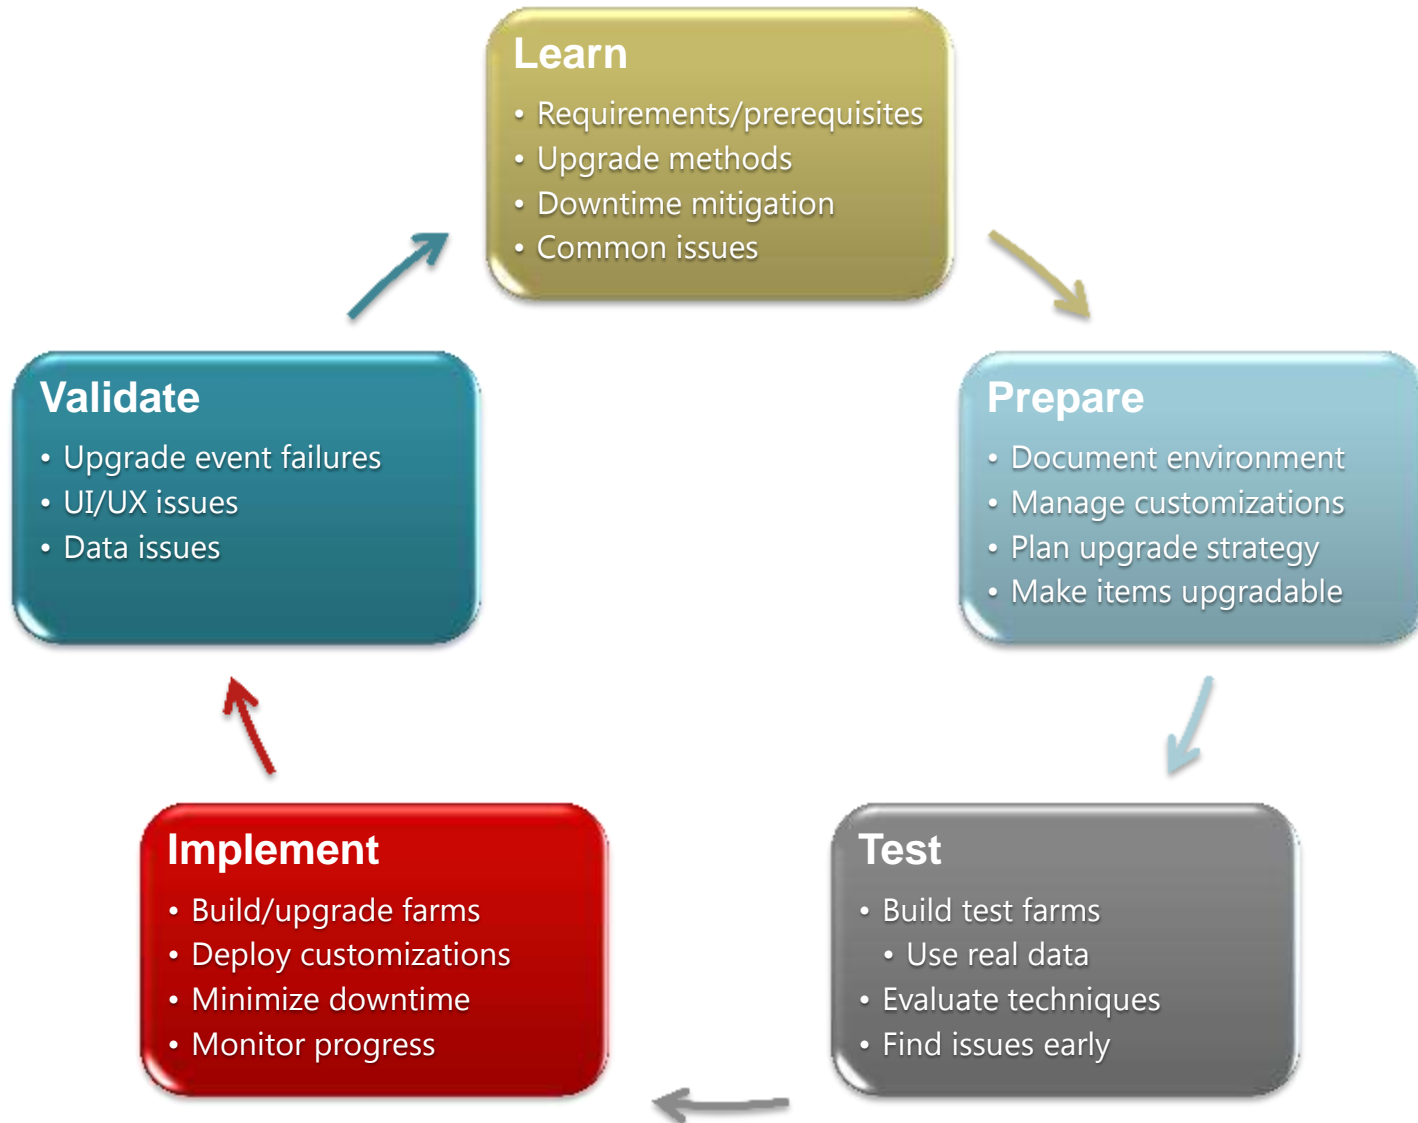 Learn
• Requirements/prerequisites
• Upgrade methods
• Downtime mitigation
• Common issues
Prepare
• Document environment
• Manage customizations
• Plan upgrade strategy
• Make items upgradable
Test
• Build test farms
• Use real data
• Evaluate techniques
• Find issues early
Implement
• Build/upgrade farms
• Deploy customizations
• Minimize downtime
• Monitor progress
Validate
• Upgrade event failures
• UI/UX issues
• Data issues